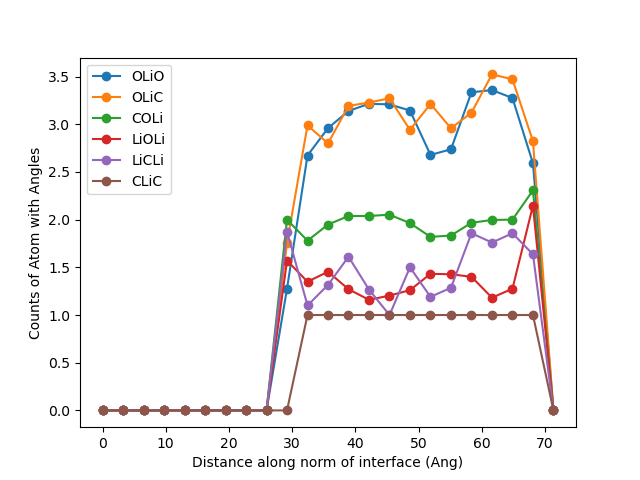 OLiO
OLiC
COLi
LiOLi
LiCLi
CLiC
Counts of Atom with Angles
3.5
3.0
2.5
2.0
1.5
1.0
0.5
0.0
0 10 20 30 40 50 60 70
Distance along norm of interface (Ang)